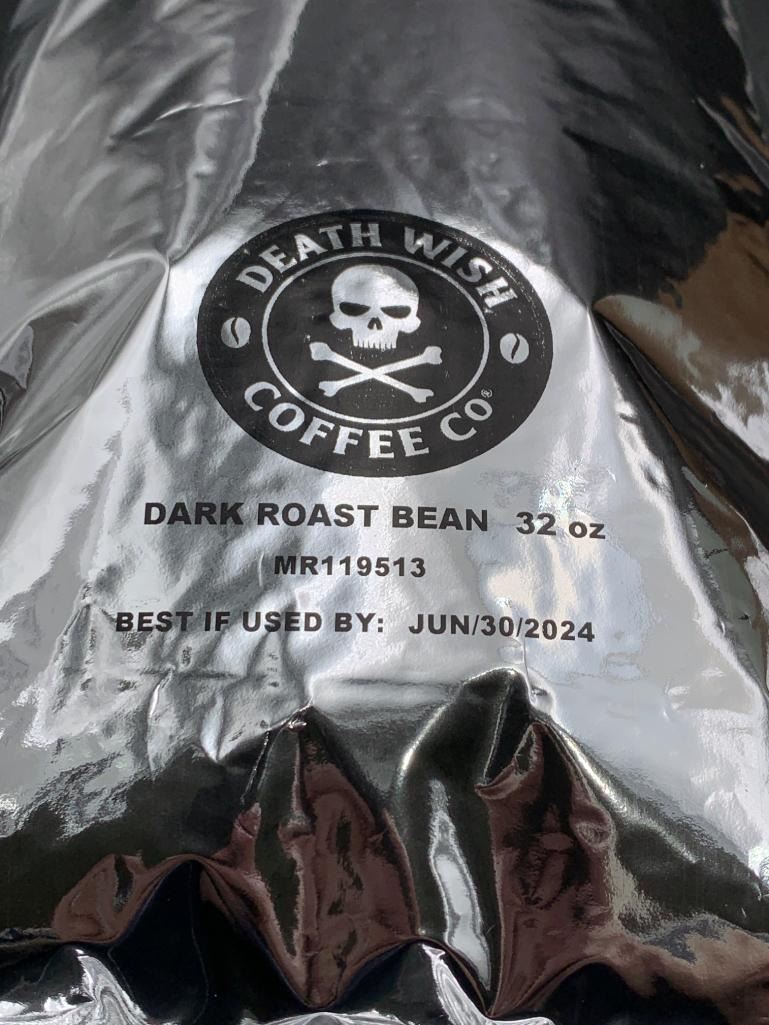 DEATH WISH
COFFEE CO®
DARK ROAST BEAN 32 oz
MR119513
BEST IF USED BY: JUN/30/2024